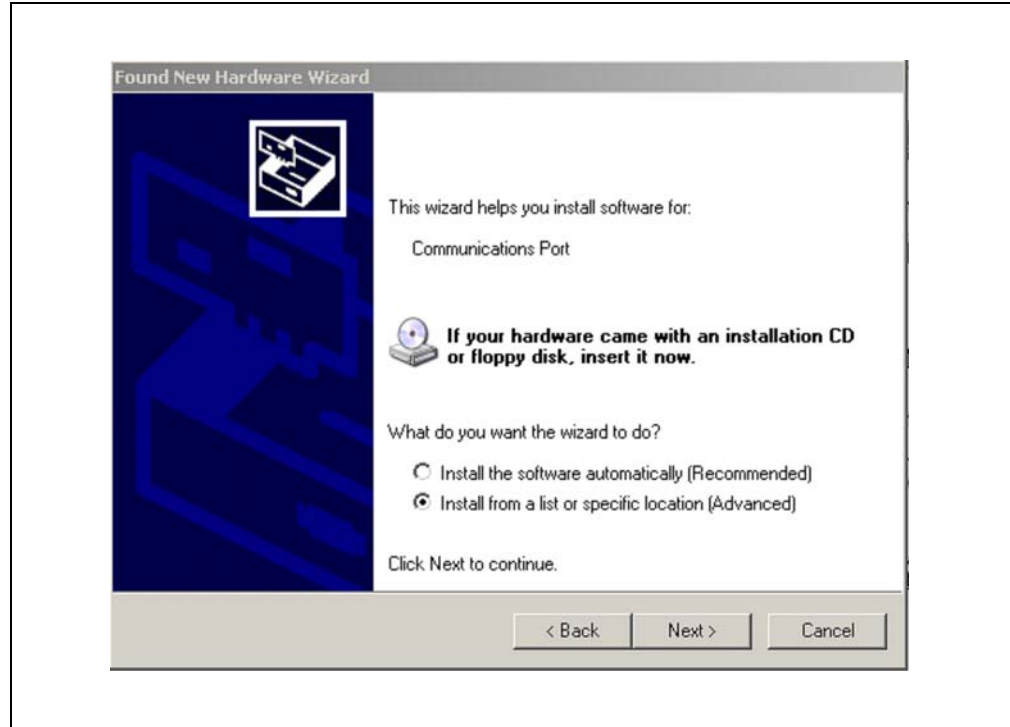 Found New Hardware Wizard
This wizard helps you install software for:
Communications Port
If your hardware came with an installation CD
or floppy disk, insert it now.
What do you want the wizard to do?
Install the software automatically (Recommended)
Install from a list or specific location (Advanced)
Click Next to continue.
< Back
Next >
Cancel